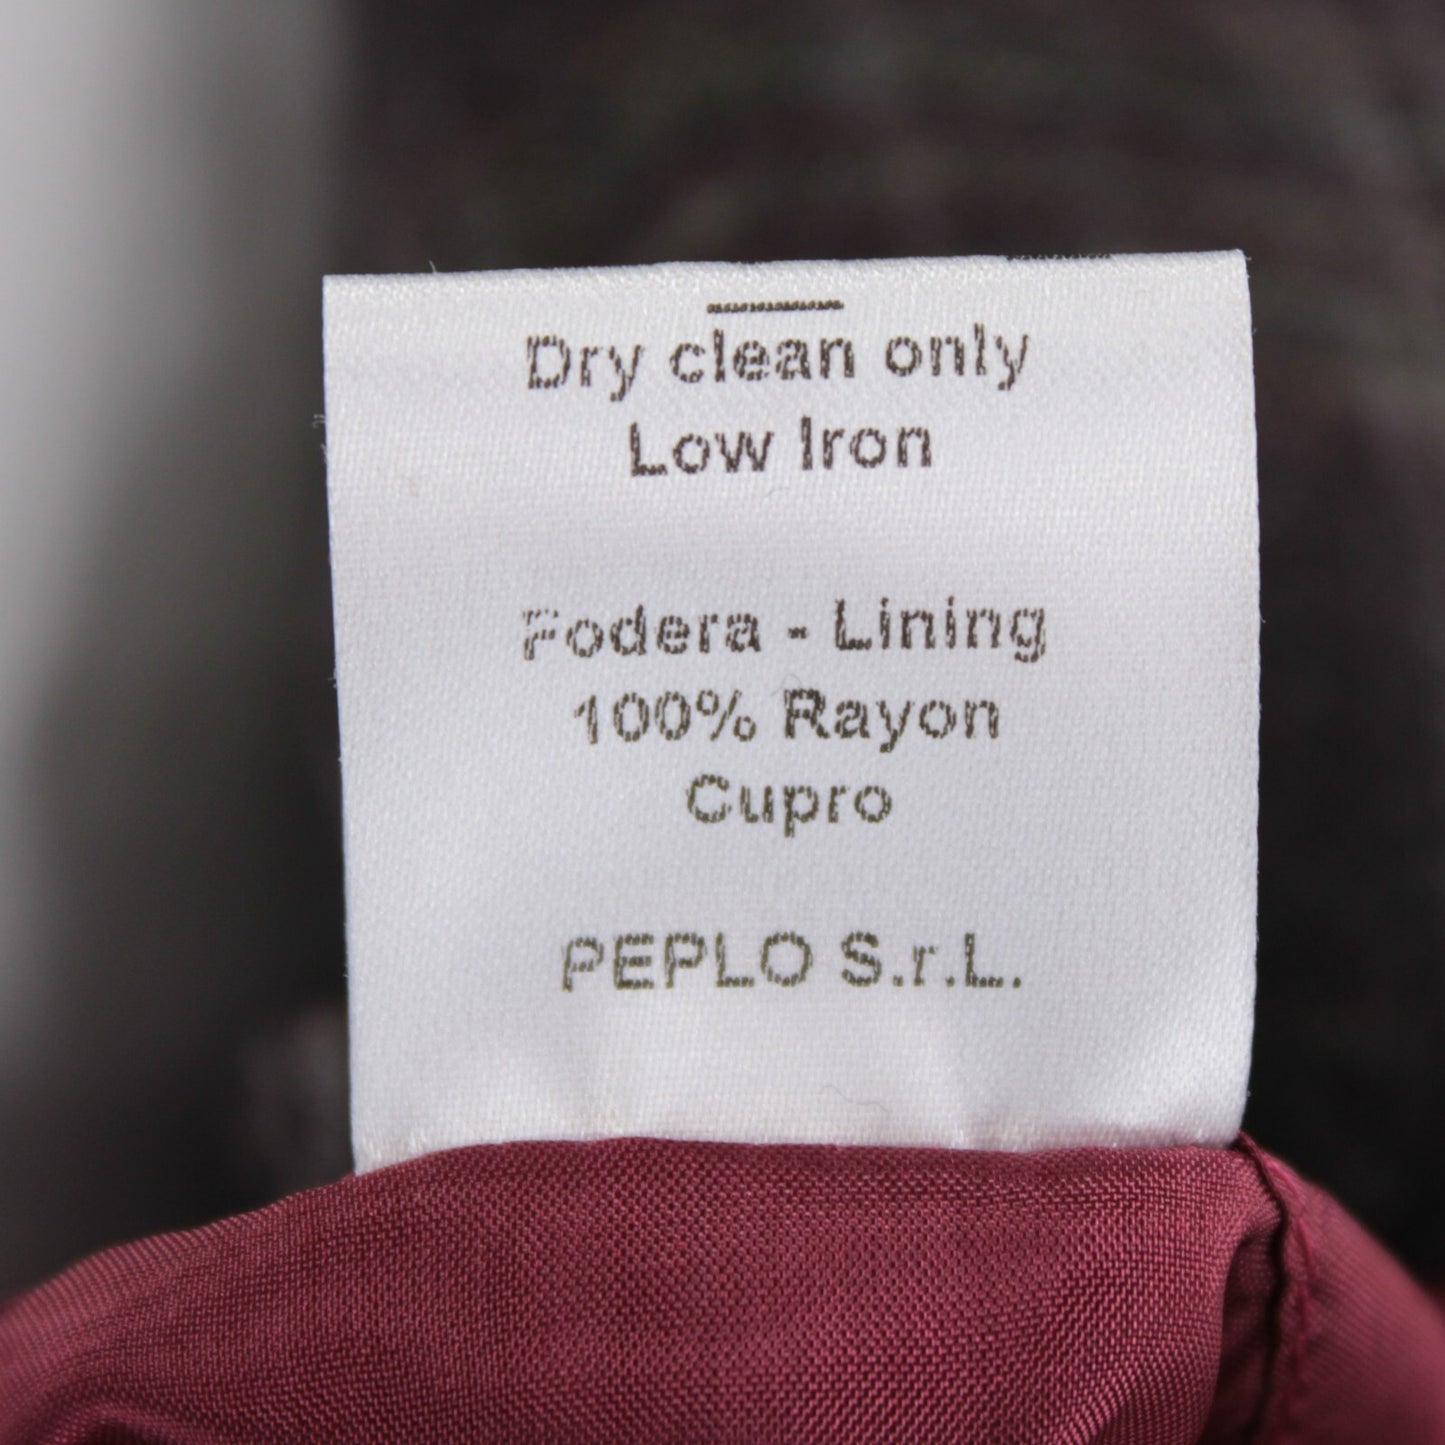 Dry clean only
Low Iron
Fodera - Lining
100% Rayon
Cupro
PEPLO S.r.L.